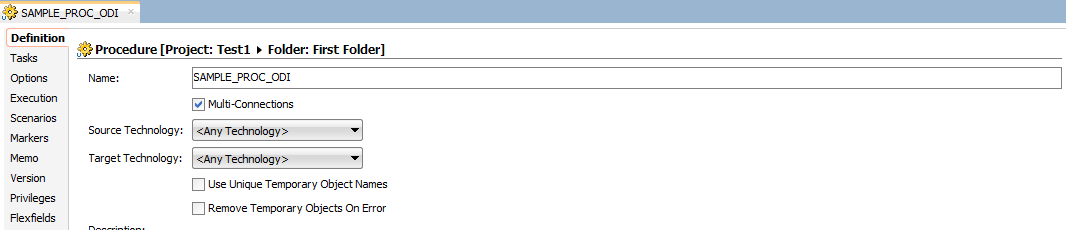 SAMPLE_PROC_ODI
Definition
Tasks
Options
Execution
Scenarios
Markers
Memo
Version
Privileges
Flexfields
Procedure [Project: Test1 ▸ Folder: First Folder]
Name: SAMPLE_PROC_ODI
Multi-Connections
Source Technology: <Any Technology>
Target Technology: <Any Technology>
Use Unique Temporary Object Names
Remove Temporary Objects On Error
Description: